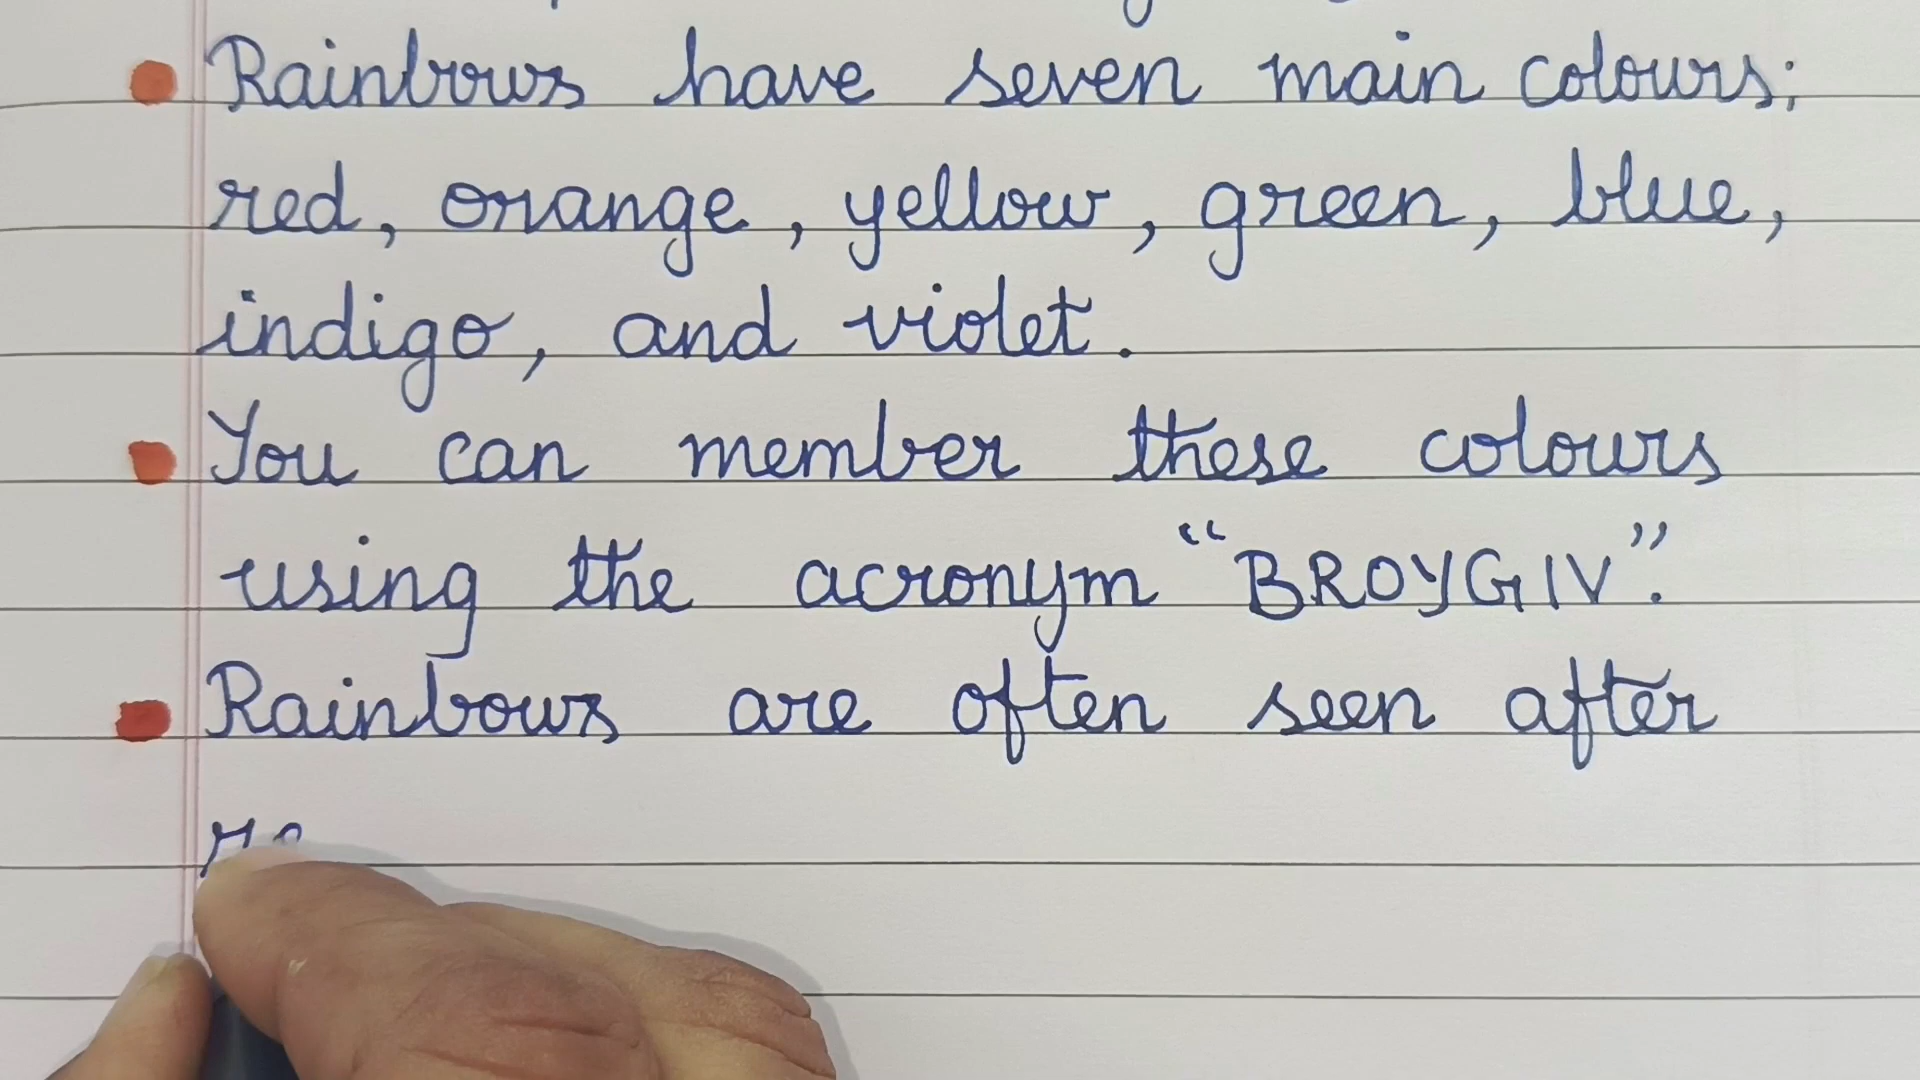 Rainbows have seven main colours;
red, orange, yellow, green, blue,
indigo, and violet.
You can member these colours
using the acronym "BROYGIV".
Rainbows are often seen after